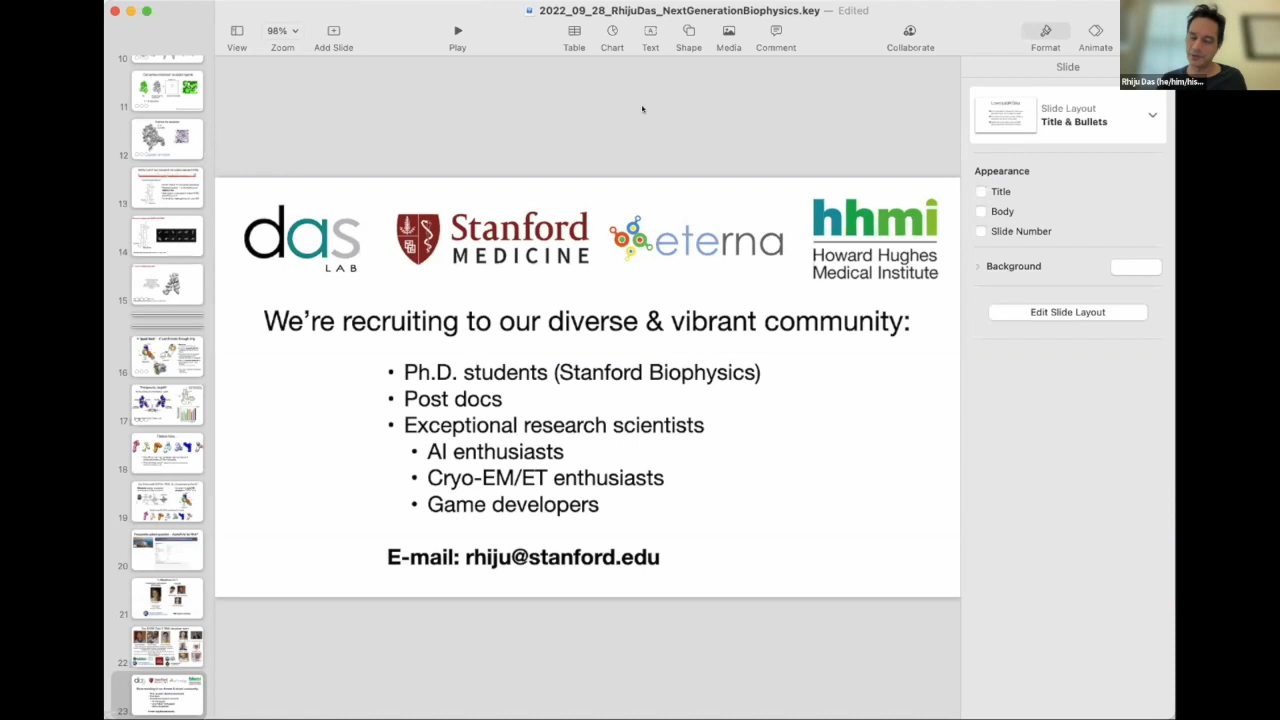 2022_09_28_RhijuDas_NextGenerationBiophysics.key — Edited
98%
View
Zoom
Add Slide
Play
Table
Chart
Text
Shape
Media
Comment
Collaborate
Format
Animate
Slide
Rhiju Das (he/him/his...
Slide Layout
Title & Bullets
Appearance
Title
Body
Slide Number
Background
Edit Slide Layout
10
11
12
13
14
15
16
17
18
19
20
21
22
23
das
LAB
Stanford
MEDICINE
eterna
hhmi
Howard Hughes
Medical Institute
We're recruiting to our diverse & vibrant community:
• Ph.D. students (Stanford Biophysics)
• Post docs
• Exceptional research scientists
• AI enthusiasts
• Cryo-EM/ET enthusiasts
• Game developers
E-mail: rhiju@stanford.edu